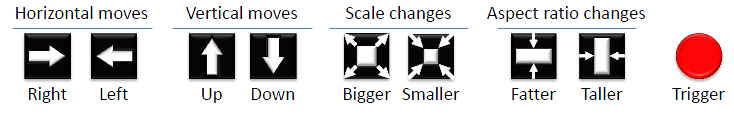 Horizontal moves Vertical moves Scale changes Aspect ratio changes
Right Left Up Down Bigger Smaller Fatter Taller Trigger